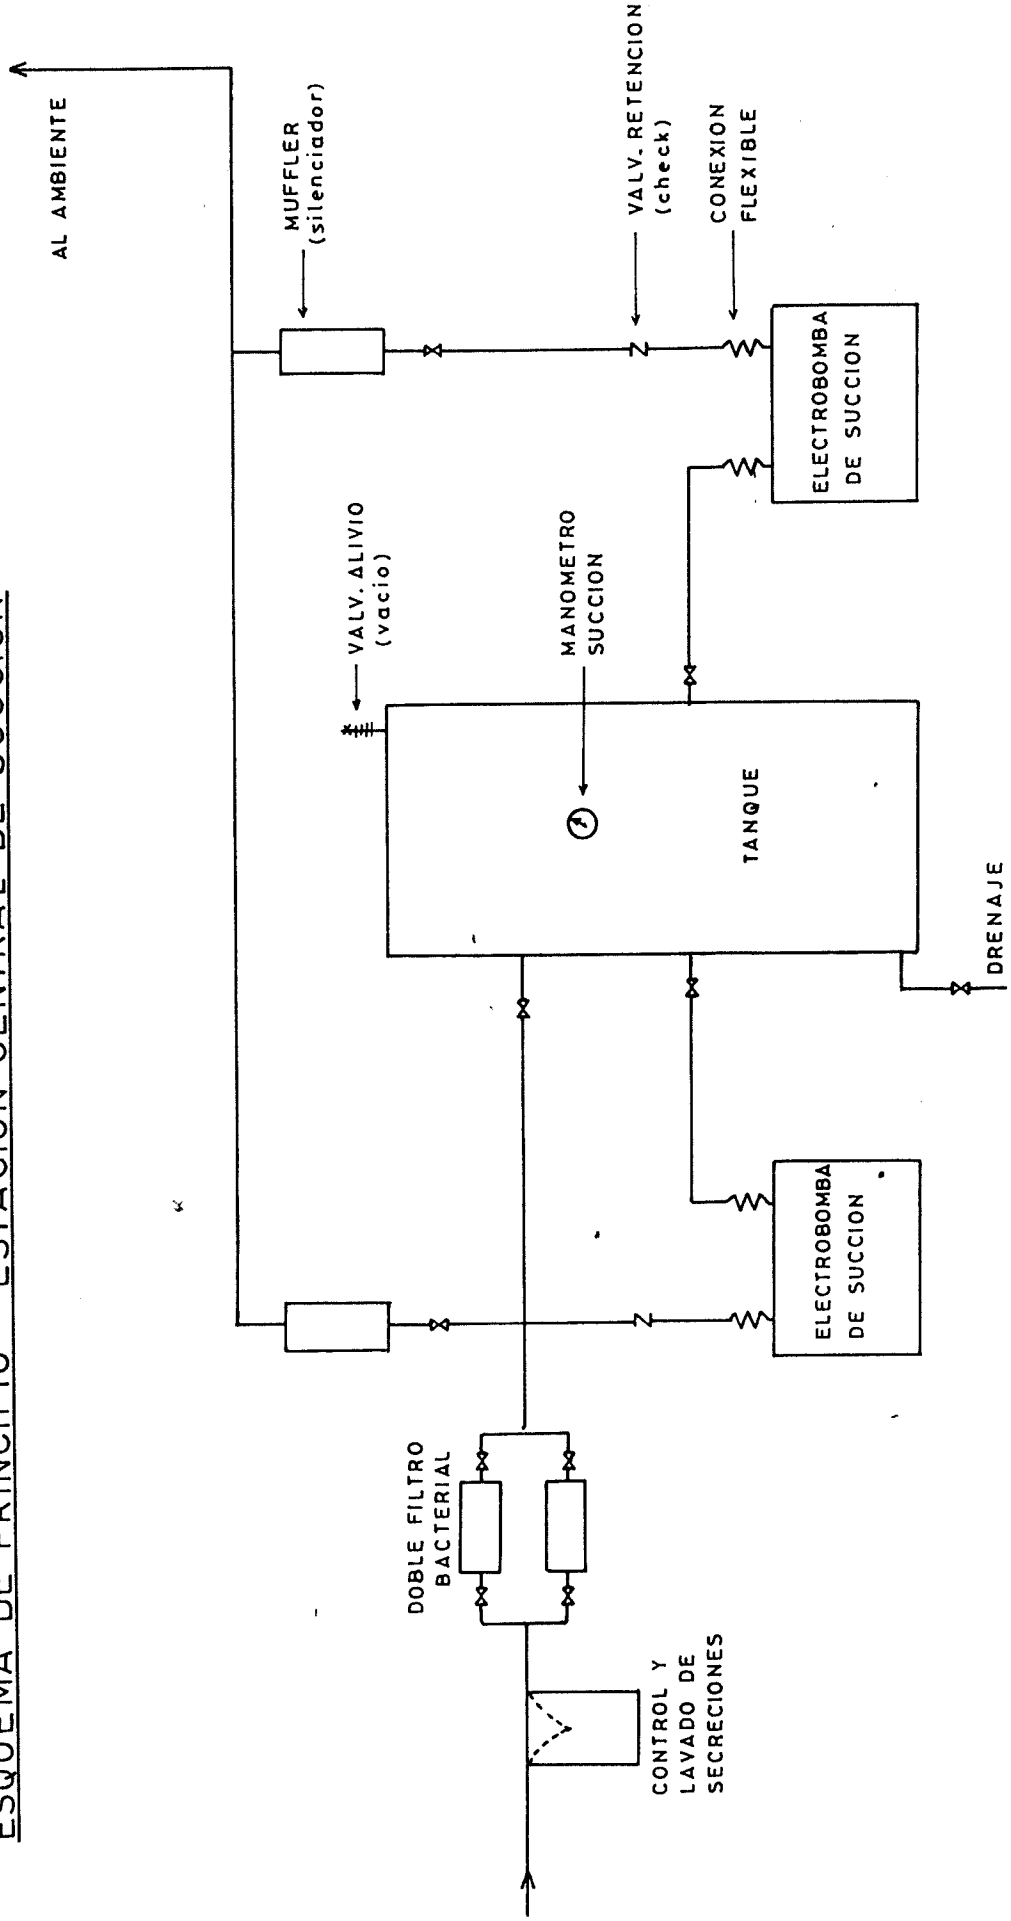 ESQUEMA DE PRINCIPIO ESTACION CENTRAL DE SUCCION
AL AMBIENTE
MUFFLER
(silenciador)
VALV. ALIVIO
(vacio)
VALV. RETENCION
(check)
CONEXION
FLEXIBLE
MANOMETRO
SUCCION
DOBLE FILTRO
BACTERIAL
CONTROL Y
LAVADO DE
SECRECIONES
TANQUE
ELECTROBOMBA
DE SUCCION
ELECTROBOMBA
DE SUCCION
DRENAJE